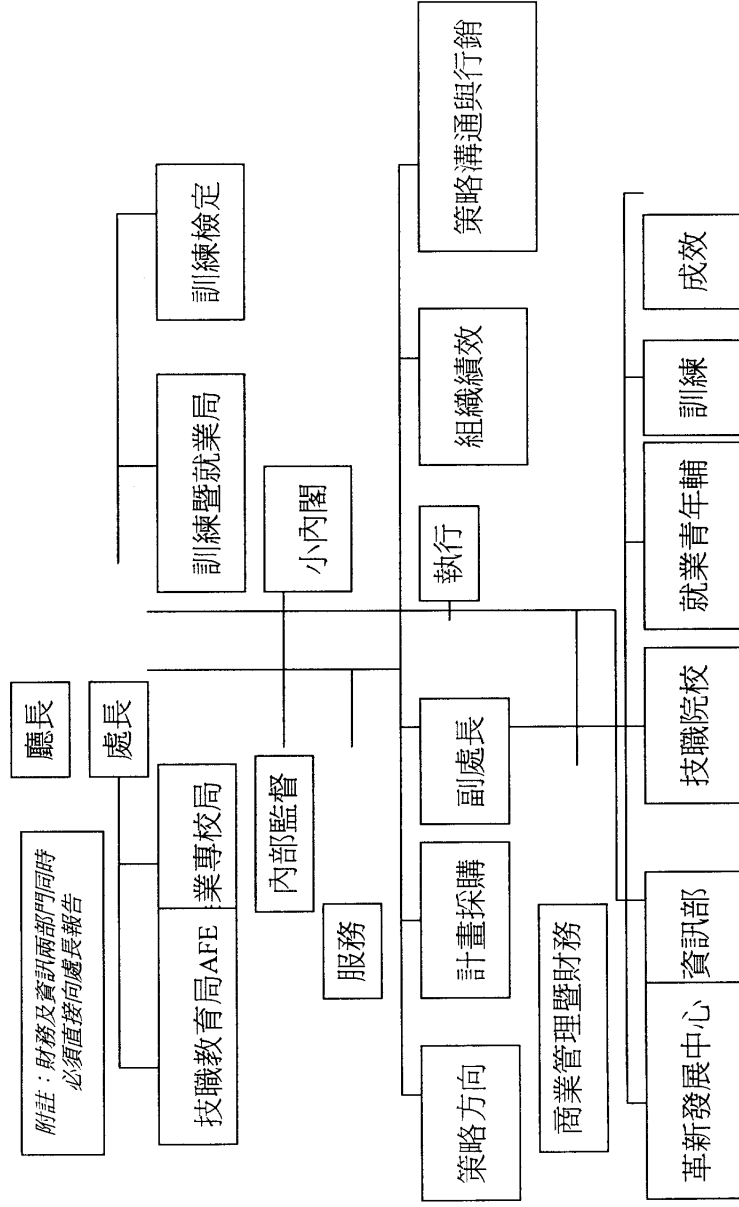 附註：財務及資訊兩部門同時
必須直接向處長報告
廳長
處長
技職教育局AFE
業專校局
訓練暨就業局
訓練檢定
內部監督
小內閣
服務
策略方向
計畫採購
副處長
執行
組織績效
策略溝通與行銷
商業管理暨財務
革新發展中心
資訊部
技職院校
就業青年輔
訓練
成效